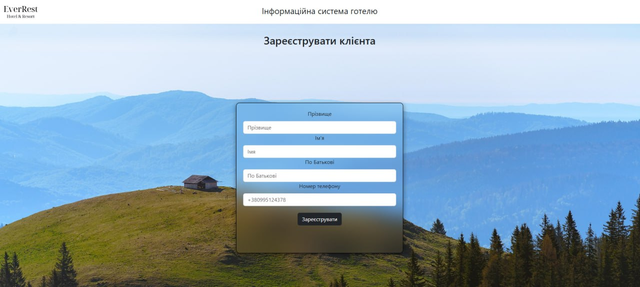 EverRest
Hotel & Resort
Інформаційна система готелю
Зареєструвати клієнта
Прізвище
Прізвище
Ім'я
Імя
По Батькові
По Батькові
Номер телефону
+380995124378
Зареєструвати